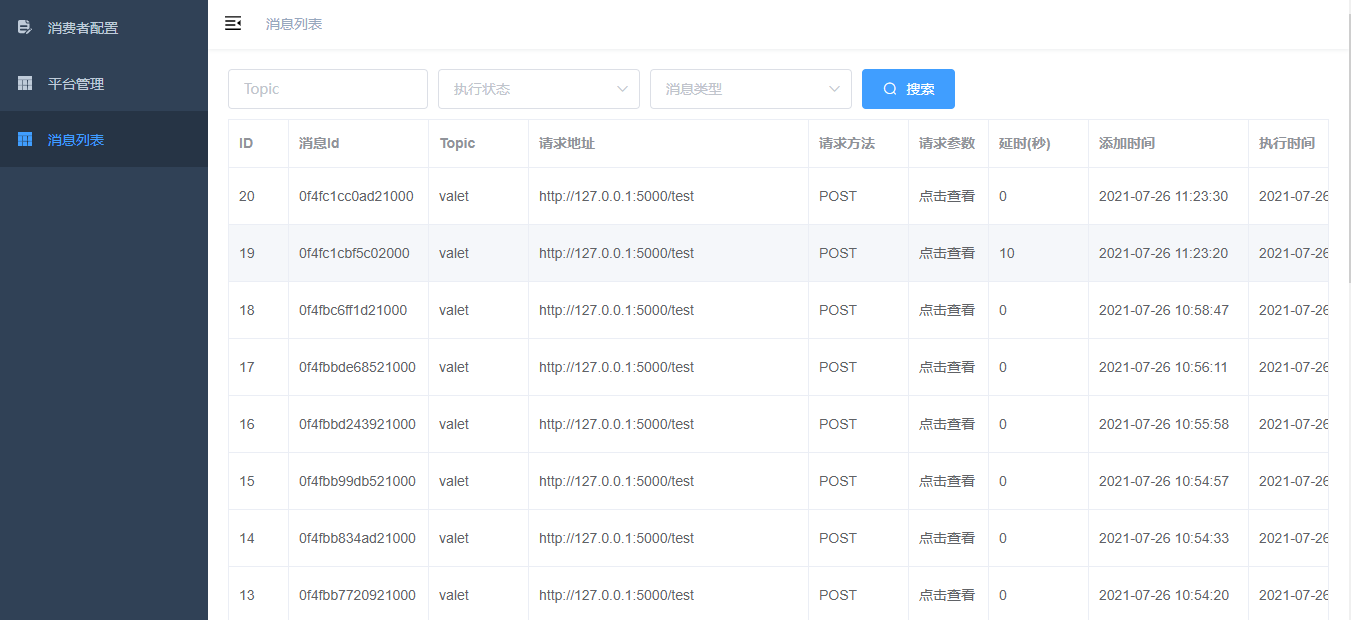 消费者配置
平台管理
消息列表
消息列表
Topic 执行状态 消息类型 搜索
ID 消息Id Topic 请求地址 请求方法 请求参数 延时(秒) 添加时间 执行时间
20 0f4fc1cc0ad21000 valet http://127.0.0.1:5000/test POST 点击查看 0 2021-07-26 11:23:30 2021-07-26
19 0f4fc1cbf5c02000 valet http://127.0.0.1:5000/test POST 点击查看 10 2021-07-26 11:23:20 2021-07-26
18 0f4fbc6ff1d21000 valet http://127.0.0.1:5000/test POST 点击查看 0 2021-07-26 10:58:47 2021-07-26
17 0f4fbbde68521000 valet http://127.0.0.1:5000/test POST 点击查看 0 2021-07-26 10:56:11 2021-07-26
16 0f4fbbd243921000 valet http://127.0.0.1:5000/test POST 点击查看 0 2021-07-26 10:55:58 2021-07-26
15 0f4fbb99db521000 valet http://127.0.0.1:5000/test POST 点击查看 0 2021-07-26 10:54:57 2021-07-26
14 0f4fbb834ad21000 valet http://127.0.0.1:5000/test POST 点击查看 0 2021-07-26 10:54:33 2021-07-26
13 0f4fbb7720921000 valet http://127.0.0.1:5000/test POST 点击查看 0 2021-07-26 10:54:20 2021-07-26